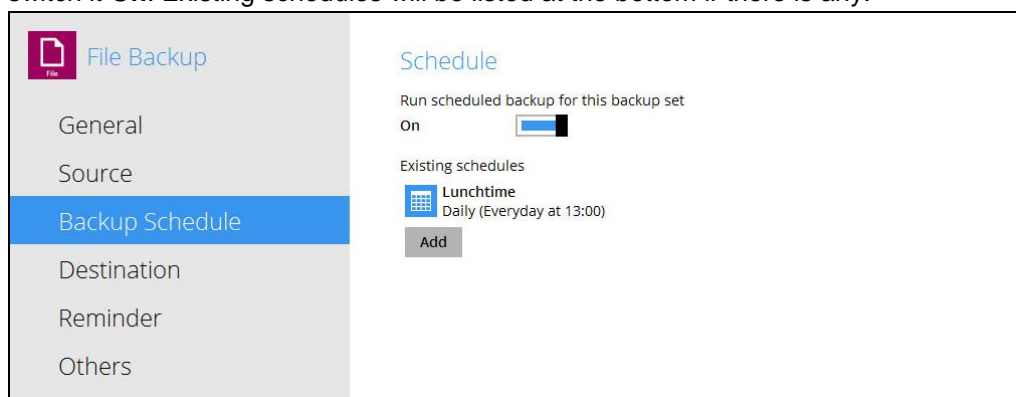 switch it On. Existing schedules will be listed at the bottom if there is any.
File Backup
File
General
Source
Backup Schedule
Destination
Reminder
Others
Schedule
Run scheduled backup for this backup set
On
Existing schedules
Lunchtime
Daily (Everyday at 13:00)
Add